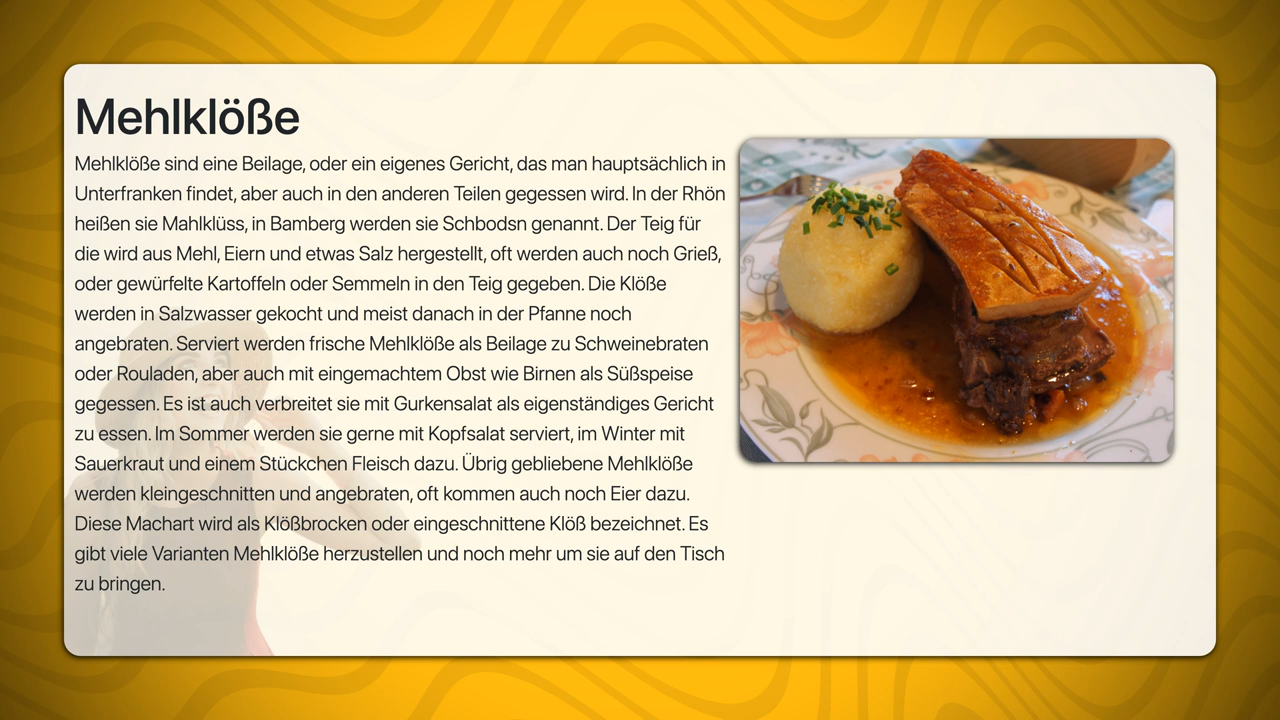 Mehlklöße
Mehlklöße sind eine Beilage, oder ein eigenes Gericht, das man hauptsächlich in
Unterfranken findet, aber auch in den anderen Teilen gegessen wird. In der Rhön
heißen sie Mahlklüss, in Bamberg werden sie Schbodsn genannt. Der Teig für
die wird aus Mehl, Eiern und etwas Salz hergestellt, oft werden auch noch Grieß,
oder gewürfelte Kartoffeln oder Semmeln in den Teig gegeben. Die Klöße
werden in Salzwasser gekocht und meist danach in der Pfanne noch
angebraten. Serviert werden frische Mehlklöße als Beilage zu Schweinebraten
oder Rouladen, aber auch mit eingemachtem Obst wie Birnen als Süßspeise
gegessen. Es ist auch verbreitet sie mit Gurkensalat als eigenständiges Gericht
zu essen. Im Sommer werden sie gerne mit Kopfsalat serviert, im Winter mit
Sauerkraut und einem Stückchen Fleisch dazu. Übrig gebliebene Mehlklöße
werden kleingeschnitten und angebraten, oft kommen auch noch Eier dazu.
Diese Machart wird als Klößbrocken oder eingeschnittene Klöß bezeichnet. Es
gibt viele Varianten Mehlklöße herzustellen und noch mehr um sie auf den Tisch
zu bringen.